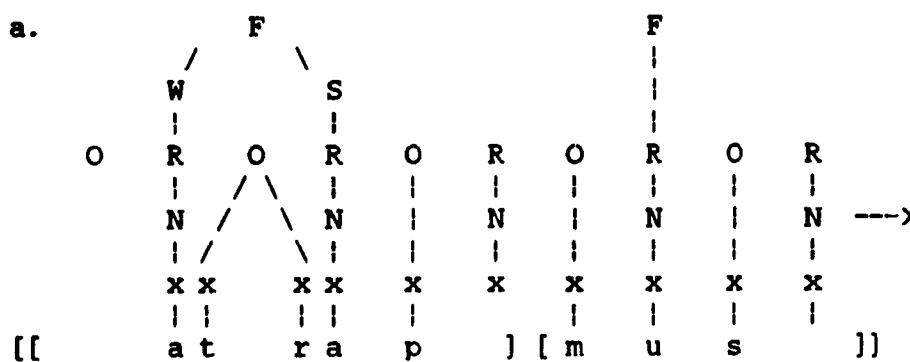 a. F F
W S
O R O R O R O R O R
N N N N N --->
x x x x x x x x x x
[[ a t r a p ] [ m u s ]]